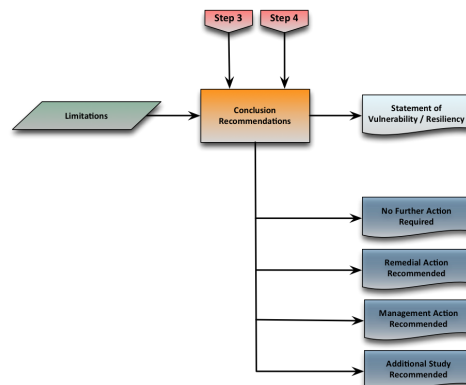 Step 3
Step 4
Limitations
Conclusion
Recommendations
Statement of
Vulnerability / Resiliency
No Further Action
Required
Remedial Action
Recommended
Management Action
Recommended
Additional Study
Recommended